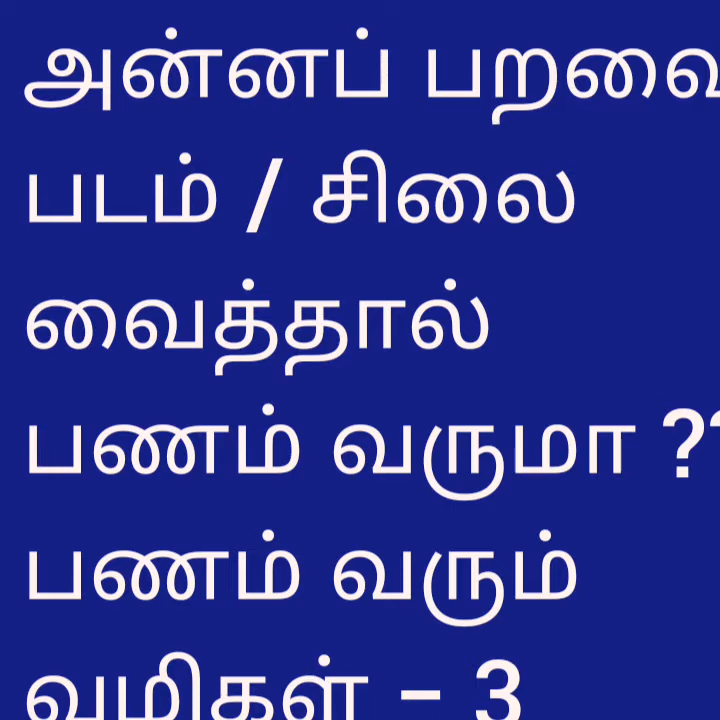 அன்னப் பறவை
படம் / சிலை
வைத்தால்
பணம் வருமா ??
பணம் வரும்
வழிகள் - 3